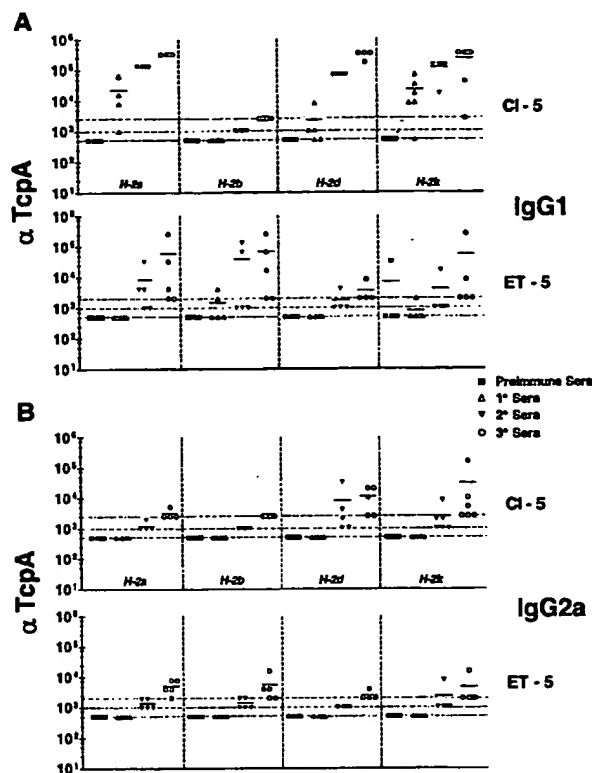 A
10⁶
10⁵
10⁴
10³
10²
10¹
H-2s H-2b H-2d H-2k
CI - 5
α TcpA
IgG1
10⁶
10⁵
10⁴
10³
10²
10¹
ET - 5
■ Preimmune Sera
△ 1° Sera
▼ 2° Sera
○ 3° Sera
B
10⁶
10⁵
10⁴
10³
10²
10¹
H-2s H-2b H-2d H-2k
CI - 5
α TcpA
IgG2a
10⁶
10⁵
10⁴
10³
10²
10¹
ET - 5